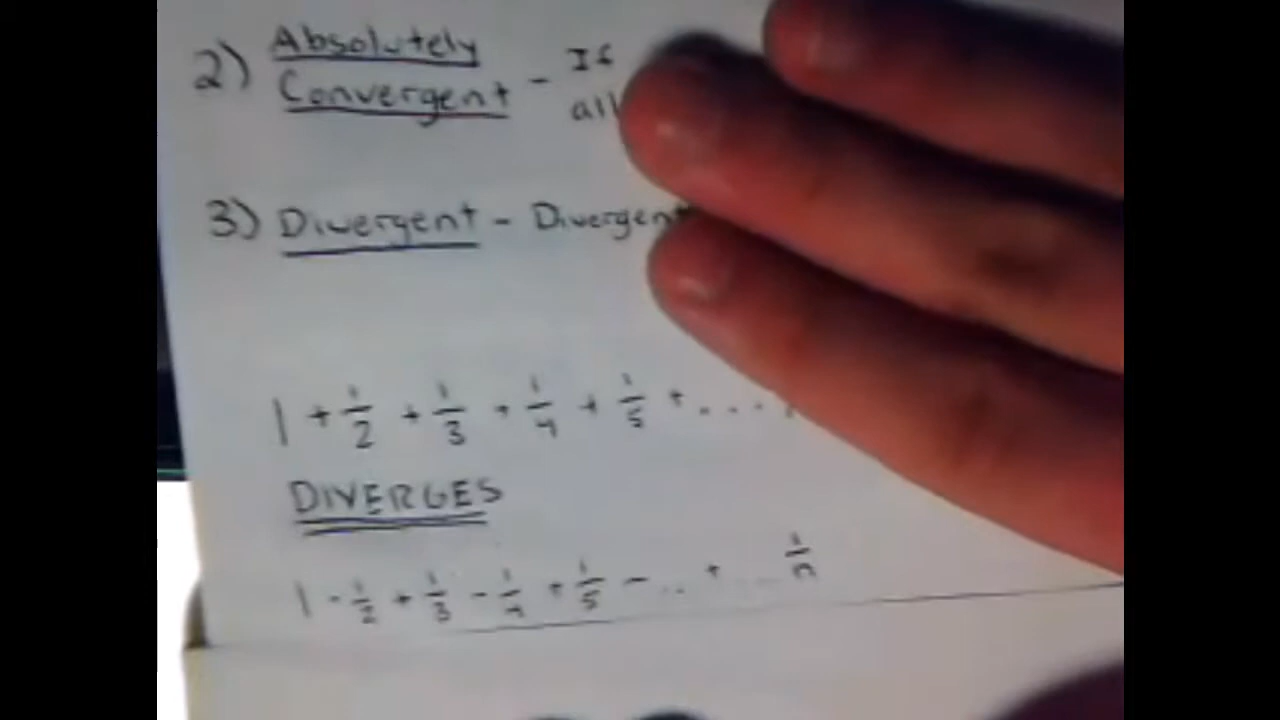 2) Absolutely
Convergent - If
all
3) Divergent - Divergent
1 + 1/2 + 1/3 + 1/4 + 1/5 + ...
DIVERGES
1 - 1/2 + 1/3 - 1/4 + 1/5 - .. + ... 1/n